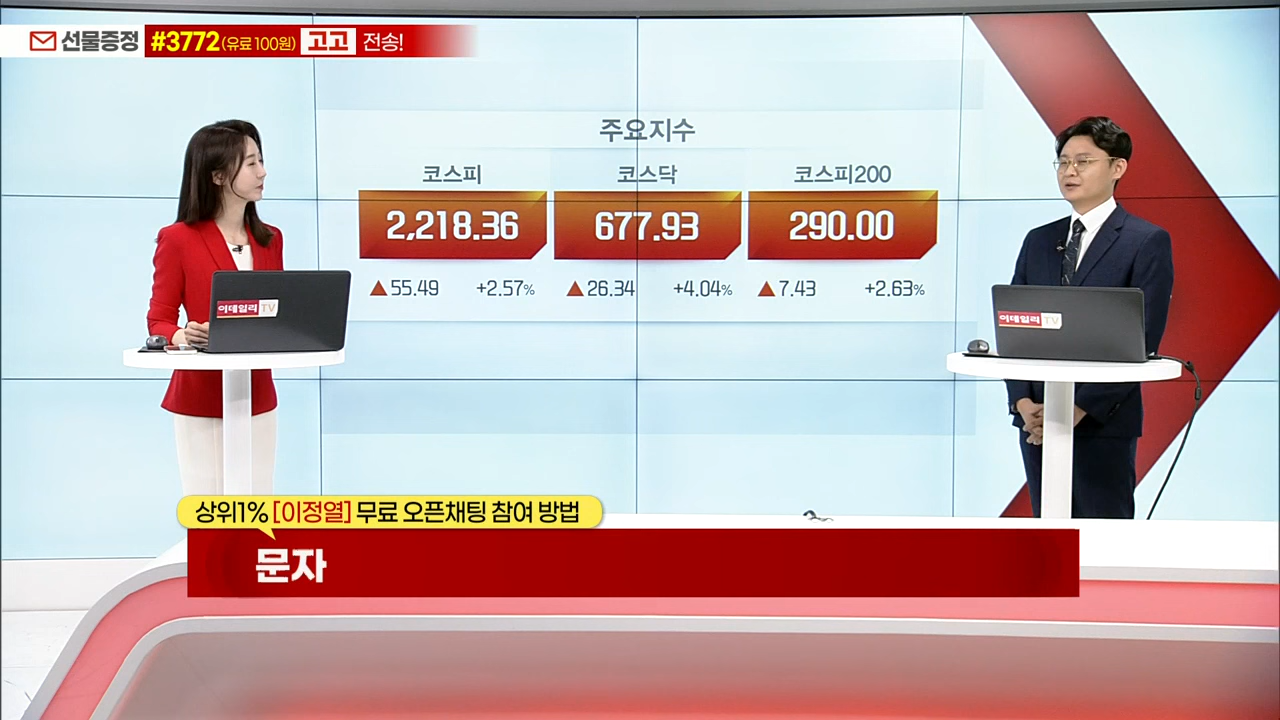 선물증정 #3772(유료 100원) 고고 전송!
주요지수
코스피 코스닥 코스피200
2,218.36 677.93 290.00
▲55.49 +2.57% ▲26.34 +4.04% ▲7.43 +2.63%
이데일리TV
이데일리TV
상위1% [이정열] 무료 오픈채팅 참여 방법
문자